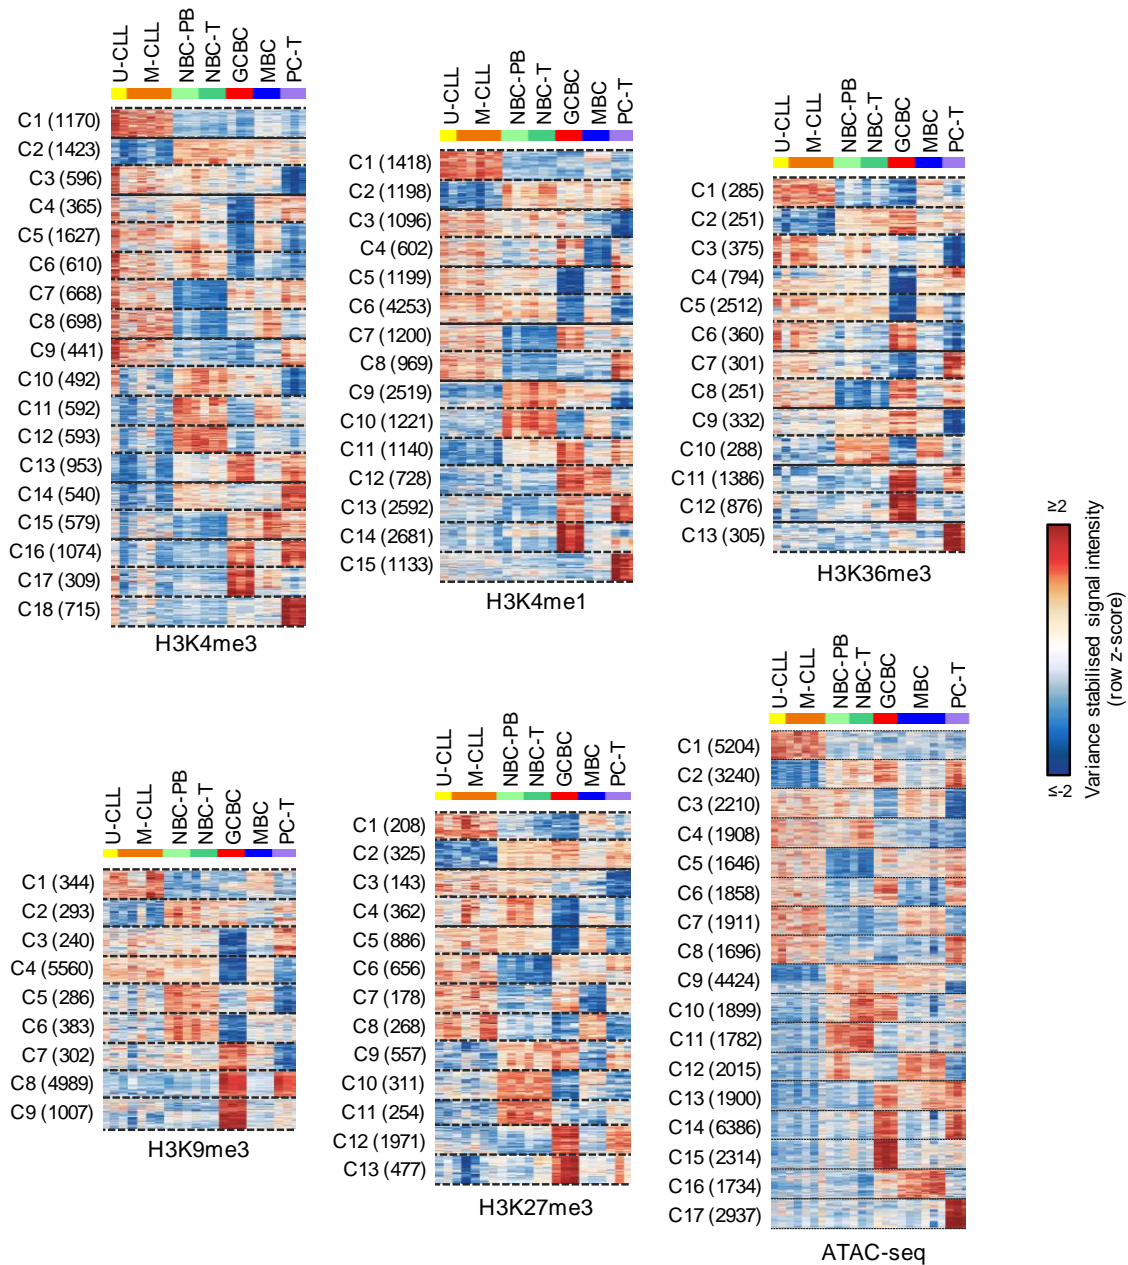 U-CLL
M-CLL
NBC-PB
NBC-T
GCBC
MBC
PC-T
C1 (1170)
C2 (1423)
C3 (596)
C4 (365)
C5 (1627)
C6 (610)
C7 (668)
C8 (698)
C9 (441)
C10 (492)
C11 (592)
C12 (593)
C13 (953)
C14 (540)
C15 (579)
C16 (1074)
C17 (309)
C18 (715)
H3K4me3
U-CLL
M-CLL
NBC-PB
NBC-T
GCBC
MBC
PC-T
C1 (1418)
C2 (1198)
C3 (1096)
C4 (602)
C5 (1199)
C6 (4253)
C7 (1200)
C8 (969)
C9 (2519)
C10 (1221)
C11 (1140)
C12 (728)
C13 (2592)
C14 (2681)
C15 (1133)
H3K4me1
U-CLL
M-CLL
NBC-PB
NBC-T
GCBC
MBC
PC-T
C1 (285)
C2 (251)
C3 (375)
C4 (794)
C5 (2512)
C6 (360)
C7 (301)
C8 (251)
C9 (332)
C10 (288)
C11 (1386)
C12 (876)
C13 (305)
H3K36me3
≥2
≤-2
Variance stabilised signal intensity
(row z-score)
U-CLL
M-CLL
NBC-PB
NBC-T
GCBC
MBC
PC-T
C1 (344)
C2 (293)
C3 (240)
C4 (5560)
C5 (286)
C6 (383)
C7 (302)
C8 (4989)
C9 (1007)
H3K9me3
U-CLL
M-CLL
NBC-PB
NBC-T
GCBC
MBC
PC-T
C1 (208)
C2 (325)
C3 (143)
C4 (362)
C5 (886)
C6 (656)
C7 (178)
C8 (268)
C9 (557)
C10 (311)
C11 (254)
C12 (1971)
C13 (477)
H3K27me3
U-CLL
M-CLL
NBC-PB
NBC-T
GCBC
MBC
PC-T
C1 (5204)
C2 (3240)
C3 (2210)
C4 (1908)
C5 (1646)
C6 (1858)
C7 (1911)
C8 (1696)
C9 (4424)
C10 (1899)
C11 (1782)
C12 (2015)
C13 (1900)
C14 (6386)
C15 (2314)
C16 (1734)
C17 (2937)
ATAC-seq